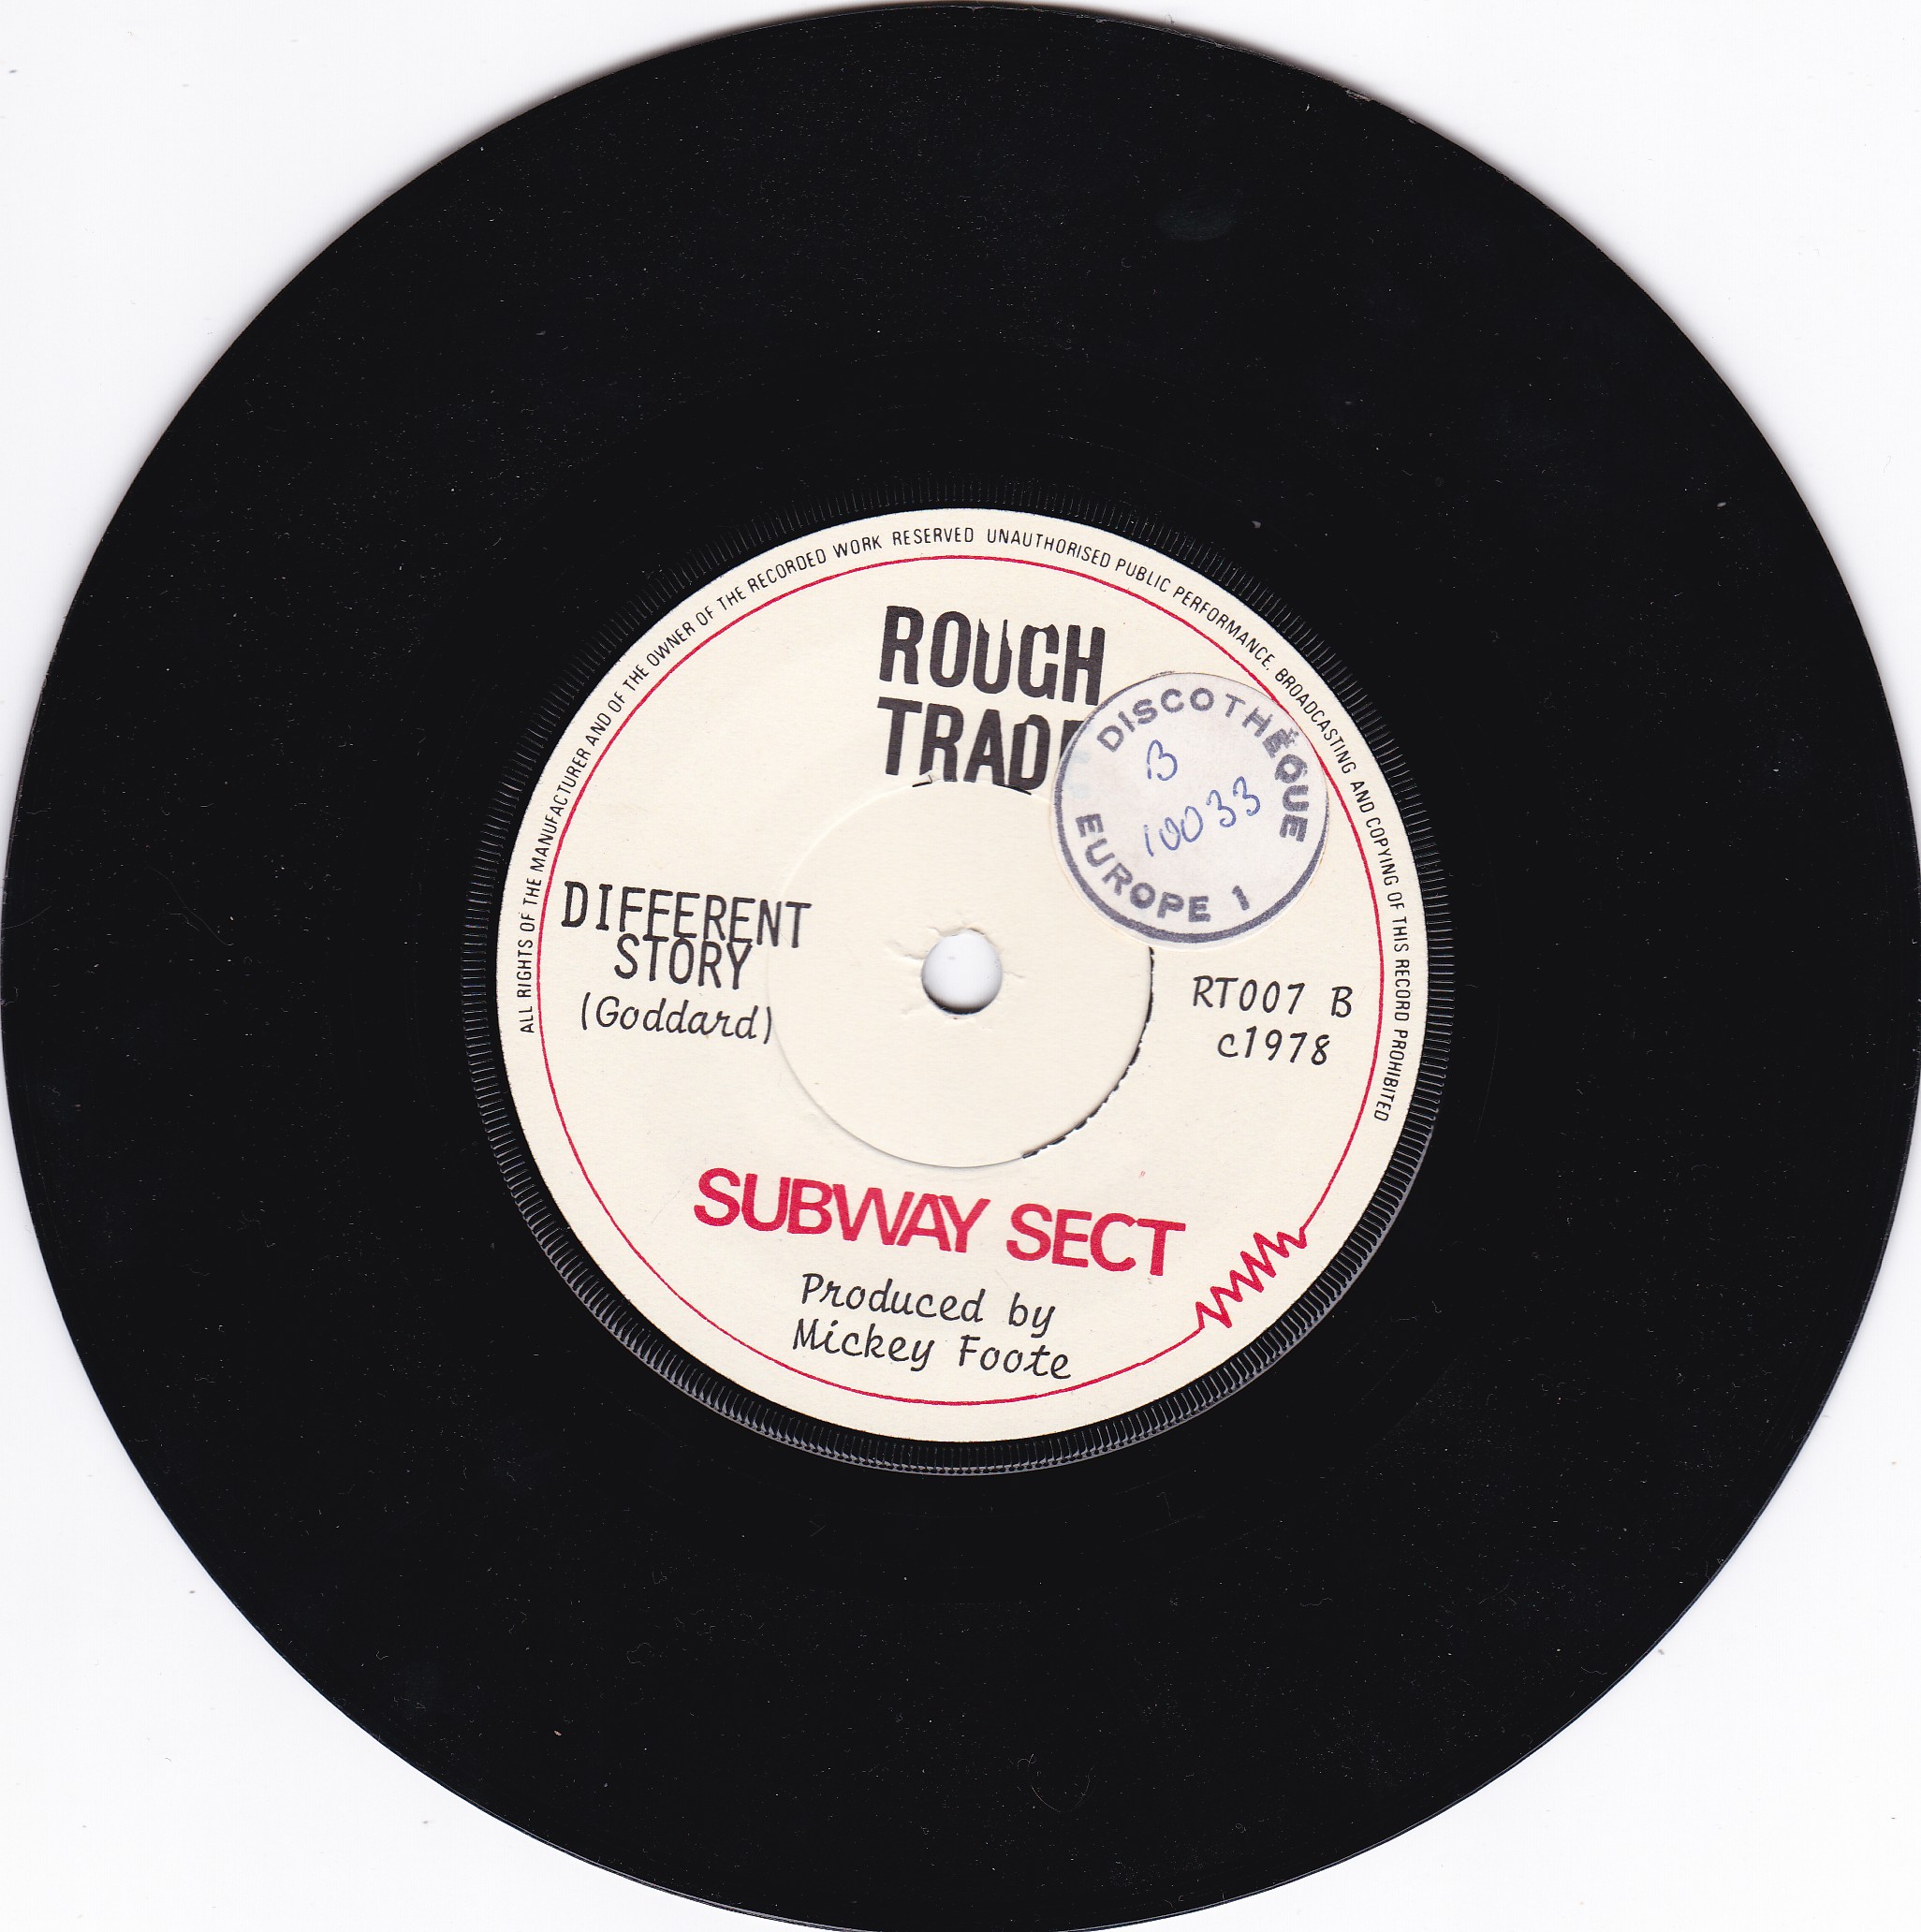 ALL RIGHTS OF THE MANUFACTURER AND OF THE OWNER OF THE RECORDED WORK RESERVED UNAUTHORISED PUBLIC PERFORMANCE, BROADCASTING AND COPYING OF THIS RECORD PROHIBITED
ROUGH
TRAD
DISCOTHÈQUE
B
10033
EUROPE 1
DIFFERENT
STORY
(Goddard)
RT007 B
c1978
SUBWAY SECT
Produced by
Mickey Foote